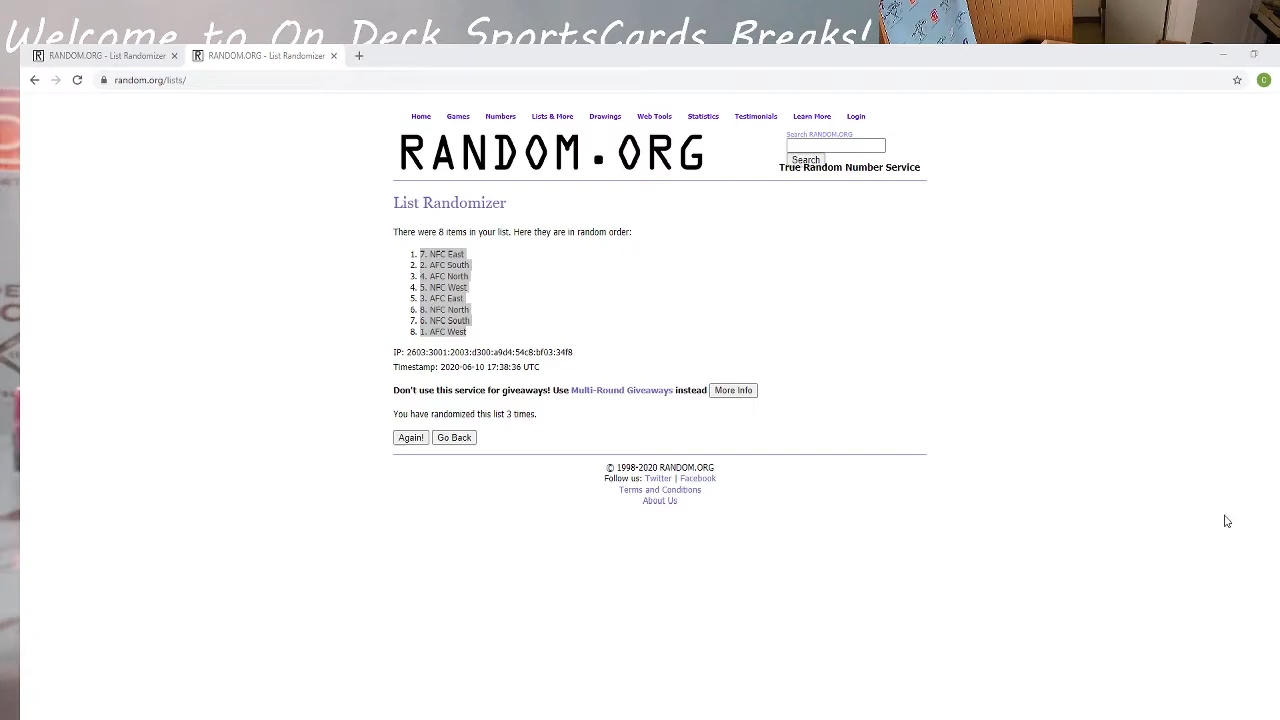 Welcome to On Deck SportsCards Breaks!
RANDOM.ORG - List Randomizer
RANDOM.ORG - List Randomizer
random.org/lists/
C
Home Games Numbers Lists & More Drawings Web Tools Statistics Testimonials Learn More Login
RANDOM.ORG
Search RANDOM.ORG
Search
True Random Number Service
List Randomizer
There were 8 items in your list. Here they are in random order:
1. 7. NFC East
2. 2. AFC South
3. 4. AFC North
4. 5. NFC West
5. 3. AFC East
6. 8. NFC North
7. 6. NFC South
8. 1. AFC West
IP: 2603:3001:2003:d300:a9d4:54c8:bf03:34f8
Timestamp: 2020-06-10 17:38:36 UTC
Don't use this service for giveaways! Use Multi-Round Giveaways instead More Info
You have randomized this list 3 times.
Again! Go Back
© 1998-2020 RANDOM.ORG
Follow us: Twitter | Facebook
Terms and Conditions
About Us